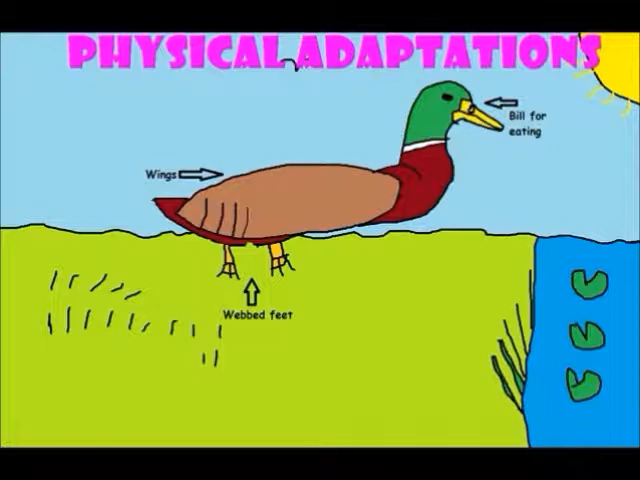 PHYSICAL ADAPTATIONS
Bill for
eating
Wings
Webbed feet